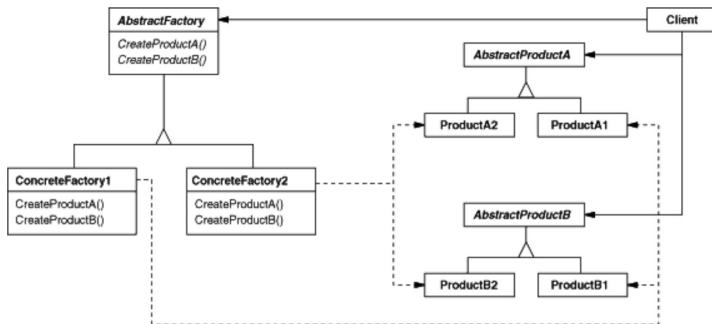 AbstractFactory
CreateProductA()
CreateProductB()
Client
AbstractProductA
ProductA2
ProductA1
ConcreteFactory1
CreateProductA()
CreateProductB()
ConcreteFactory2
CreateProductA()
CreateProductB()
AbstractProductB
ProductB2
ProductB1